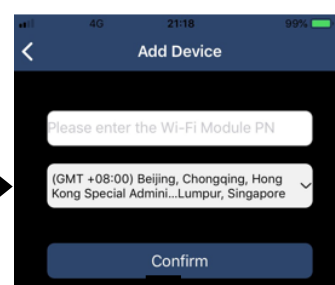 4G 21:18 99%
Add Device
Please enter the Wi-Fi Module PN
(GMT +08:00) Beijing, Chongqing, Hong
Kong Special Admini...Lumpur, Singapore
Confirm